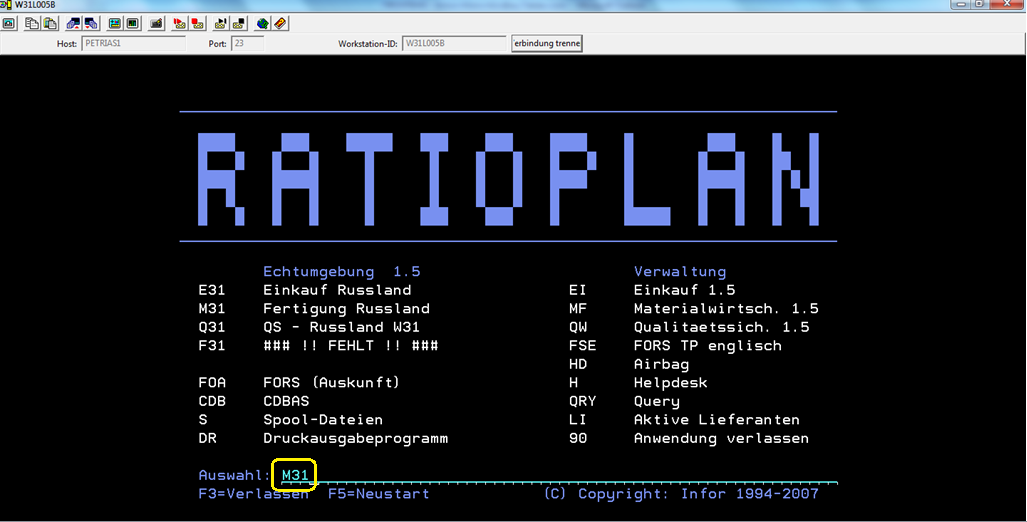 W31L005B
Host: PETRIAS1 Port: 23 Workstation-ID: W31L005B erbindung trenne
RATIOPLAN
Echtumgebung 1.5 Verwaltung
E31 Einkauf Russland EI Einkauf 1.5
M31 Fertigung Russland MF Materialwirtsch. 1.5
Q31 QS - Russland W31 QW Qualitaetssich. 1.5
F31 ### !! FEHLT !! ### FSE FORS TP englisch
HD Airbag
FOA FORS (Auskunft) H Helpdesk
CDB CDBAS QRY Query
S Spool-Dateien LI Aktive Lieferanten
DR Druckausgabeprogramm 90 Anwendung verlassen
Auswahl: M31
F3=Verlassen F5=Neustart (C) Copyright: Infor 1994-2007